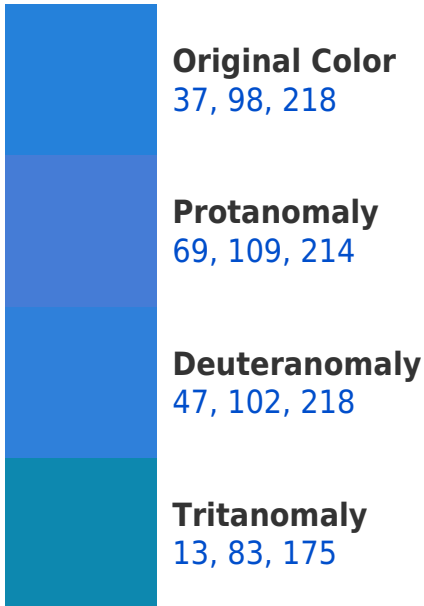 Original Color
37, 98, 218
Protanomaly
69, 109, 214
Deuteranomaly
47, 102, 218
Tritanomaly
13, 83, 175